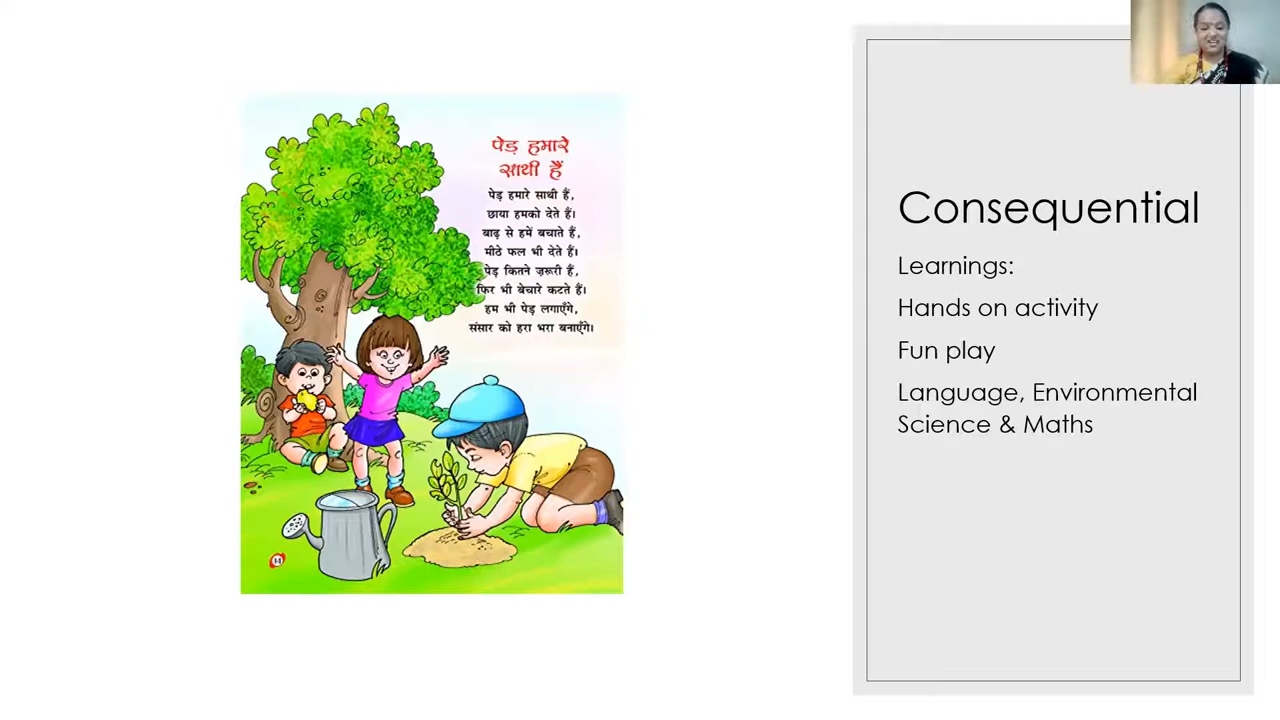 पेड़ हमारे
साथी हैं
पेड़ हमारे साथी हैं,
छाया हमको देते हैं।
बाढ़ से हमें बचाते हैं,
मीठे फल भी देते हैं।
पेड़ कितने ज़रूरी हैं,
फिर भी बेचारे कटते हैं।
हम भी पेड़ लगाएँगे,
संसार को हरा भरा बनाएँगे।
Consequential
Learnings:
Hands on activity
Fun play
Language, Environmental
Science & Maths